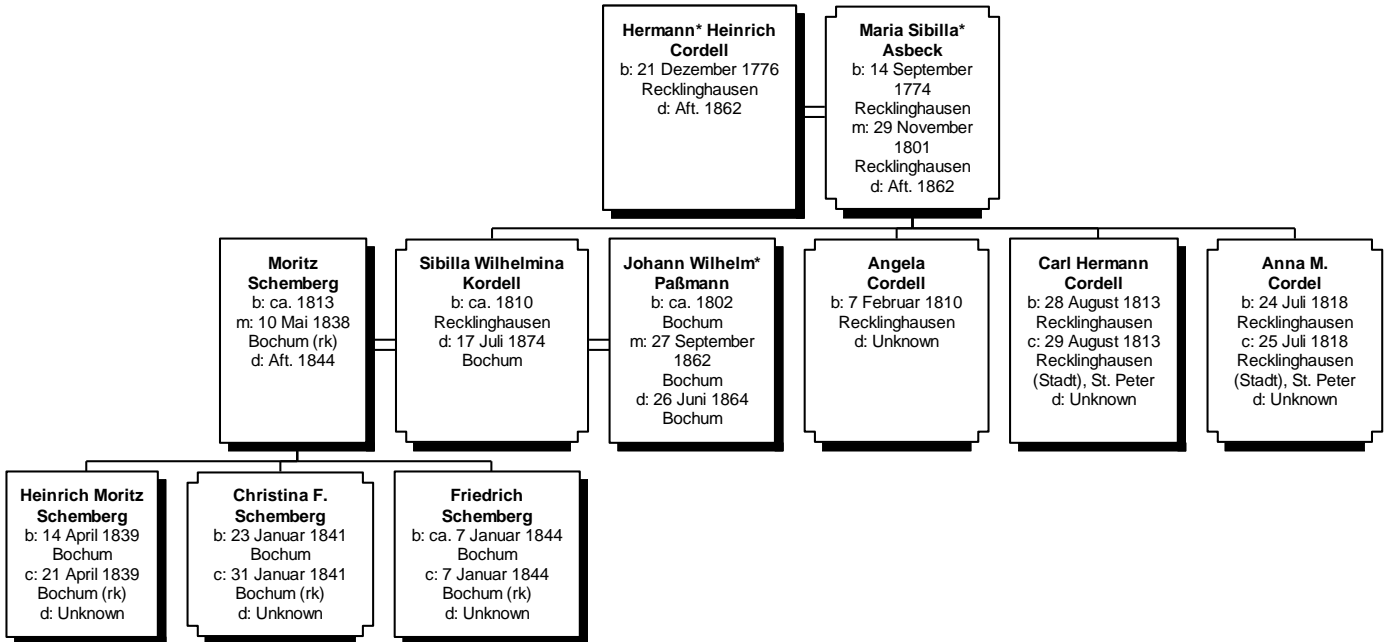 Hermann* Heinrich
Cordell
b: 21 Dezember 1776
Recklinghausen
d: Aft. 1862
Maria Sibilla*
Asbeck
b: 14 September
1774
Recklinghausen
m: 29 November
1801
Recklinghausen
d: Aft. 1862
Moritz
Schemberg
b: ca. 1813
m: 10 Mai 1838
Bochum (rk)
d: Aft. 1844
Sibilla Wilhelmina
Kordell
b: ca. 1810
Recklinghausen
d: 17 Juli 1874
Bochum
Johann Wilhelm*
Paßmann
b: ca. 1802
Bochum
m: 27 September
1862
Bochum
d: 26 Juni 1864
Bochum
Angela
Cordell
b: 7 Februar 1810
Recklinghausen
d: Unknown
Carl Hermann
Cordell
b: 28 August 1813
Recklinghausen
c: 29 August 1813
Recklinghausen
(Stadt), St. Peter
d: Unknown
Anna M.
Cordel
b: 24 Juli 1818
Recklinghausen
c: 25 Juli 1818
Recklinghausen
(Stadt), St. Peter
d: Unknown
Heinrich Moritz
Schemberg
b: 14 April 1839
Bochum
c: 21 April 1839
Bochum (rk)
d: Unknown
Christina F.
Schemberg
b: 23 Januar 1841
Bochum
c: 31 Januar 1841
Bochum (rk)
d: Unknown
Friedrich
Schemberg
b: ca. 7 Januar 1844
Bochum
c: 7 Januar 1844
Bochum (rk)
d: Unknown